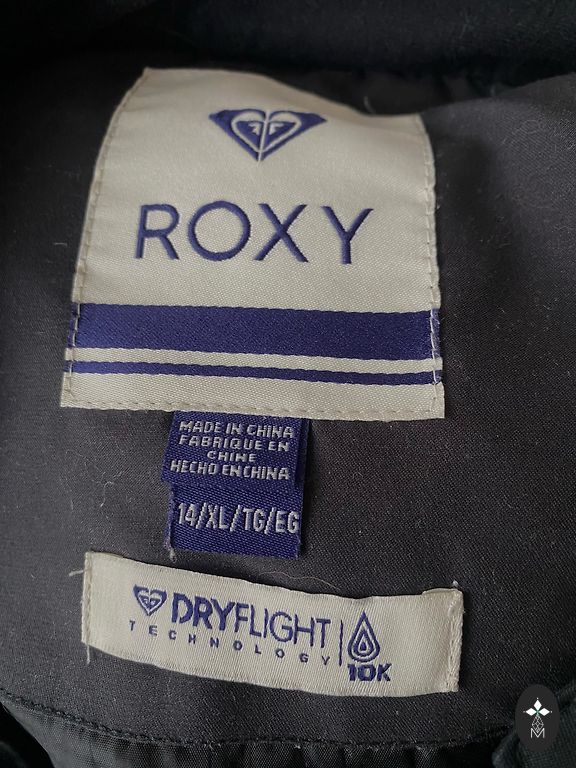 ROXY
MADE IN CHINA
FABRIQUE EN
CHINE
HECHO EN CHINA
14/XL/TG/EG
DRYFLIGHT
TECHNOLOGY
10K
M